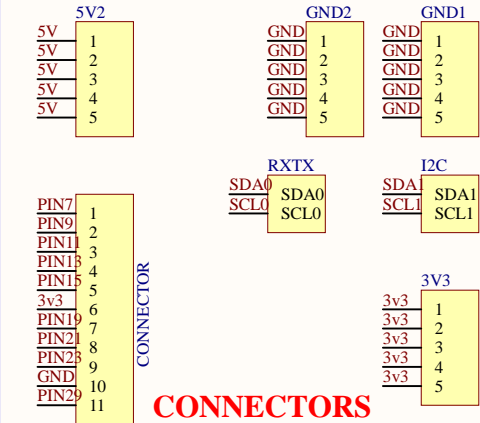 5V2
5V 1
5V 2
5V 3
5V 4
5V 5
GND2
GND 1
GND 2
GND 3
GND 4
GND 5
GND1
GND 1
GND 2
GND 3
GND 4
GND 5
RXTX
SDA0 SDA0
SCL0 SCL0
I2C
SDA1 SDA1
SCL1 SCL1
PIN7 1
PIN9 2
PIN11 3
PIN13 4
PIN15 5
3v3 6
PIN19 7
PIN21 8
PIN23 9
GND 10
PIN29 11
CONNECTOR
3V3
3v3 1
3v3 2
3v3 3
3v3 4
3v3 5
CONNECTORS